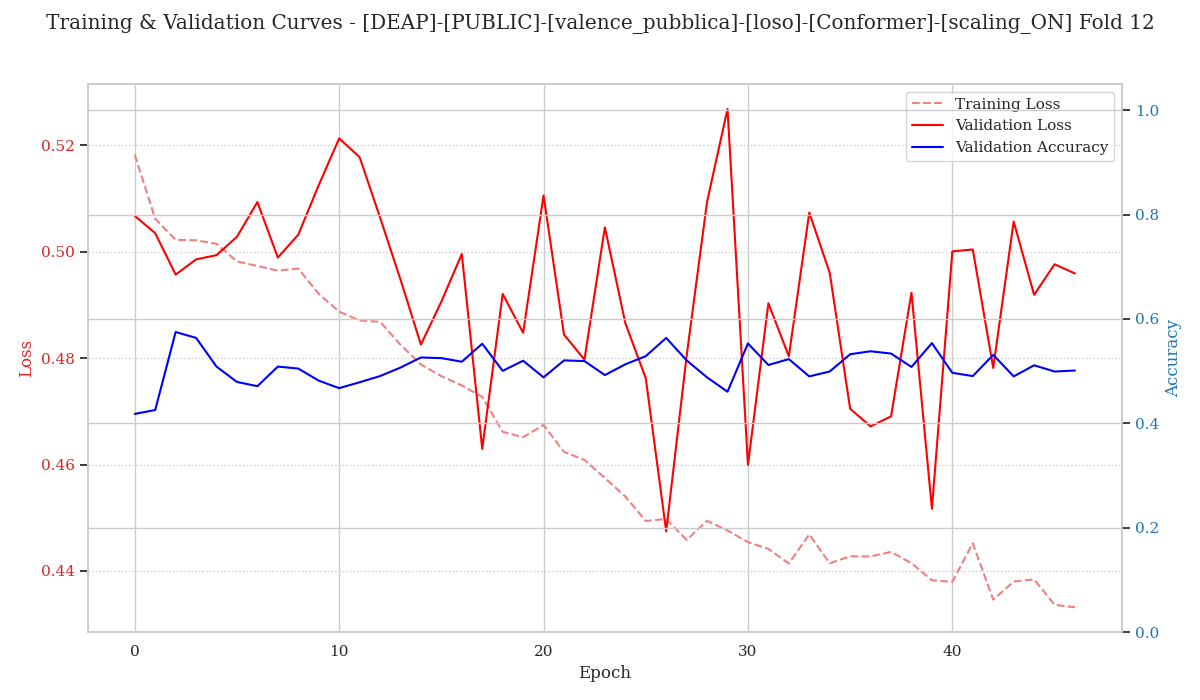 Training & Validation Curves - [DEAP]-[PUBLIC]-[valence_pubblica]-[loso]-[Conformer]-[scaling_ON] Fold 12
Training Loss
Validation Loss
Validation Accuracy
0.52
0.50
0.48
0.46
0.44
Loss
1.0
0.8
0.6
0.4
0.2
0.0
Accuracy
0
10
20
30
40
Epoch